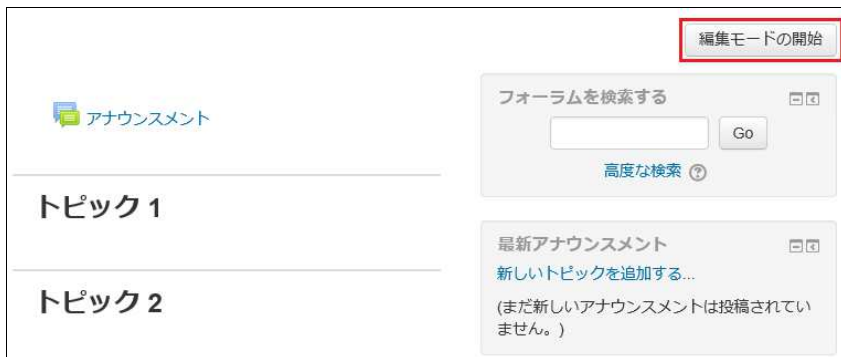 編集モードの開始
アナウンスメント
トピック 1
トピック 2
フォーラムを検索する
Go
高度な検索
最新アナウンスメント
新しいトピックを追加する...
(まだ新しいアナウンスメントは投稿されてい
ません。)